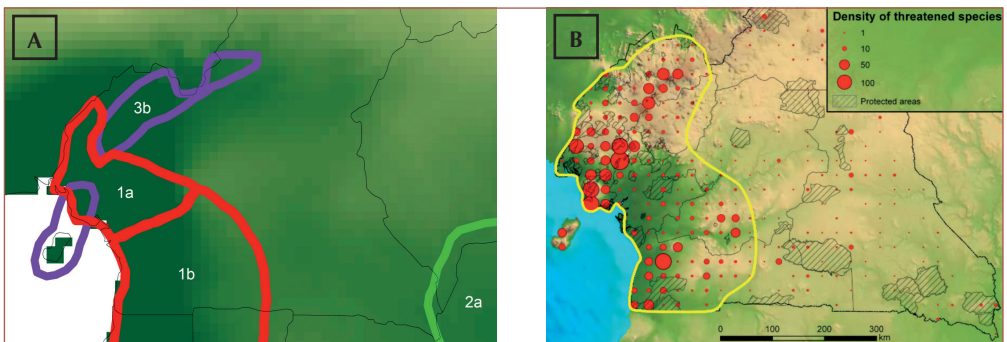 A
3b
1a
1b
2a
B
Density of threatened species
1
10
50
100
Protected areas
0 100 200 300
km